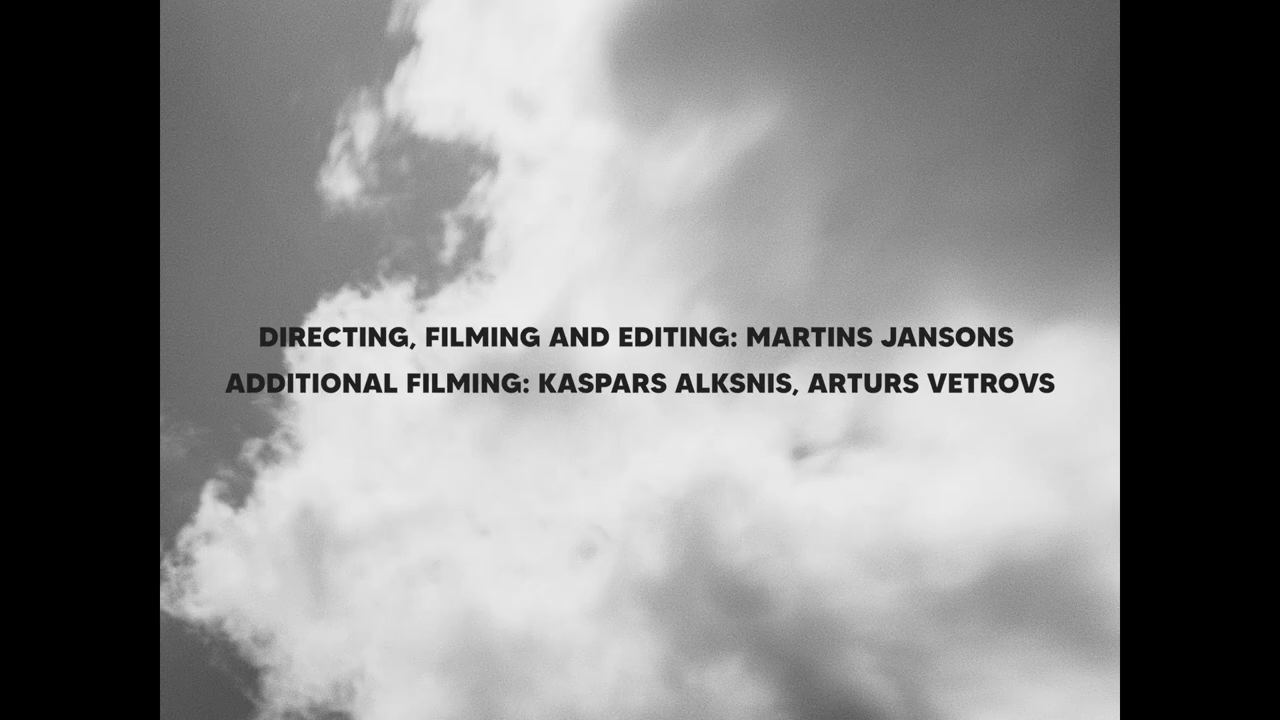 DIRECTING, FILMING AND EDITING: MARTINS JANSONS
ADDITIONAL FILMING: KASPARS ALKSNIS, ARTURS VETROVS